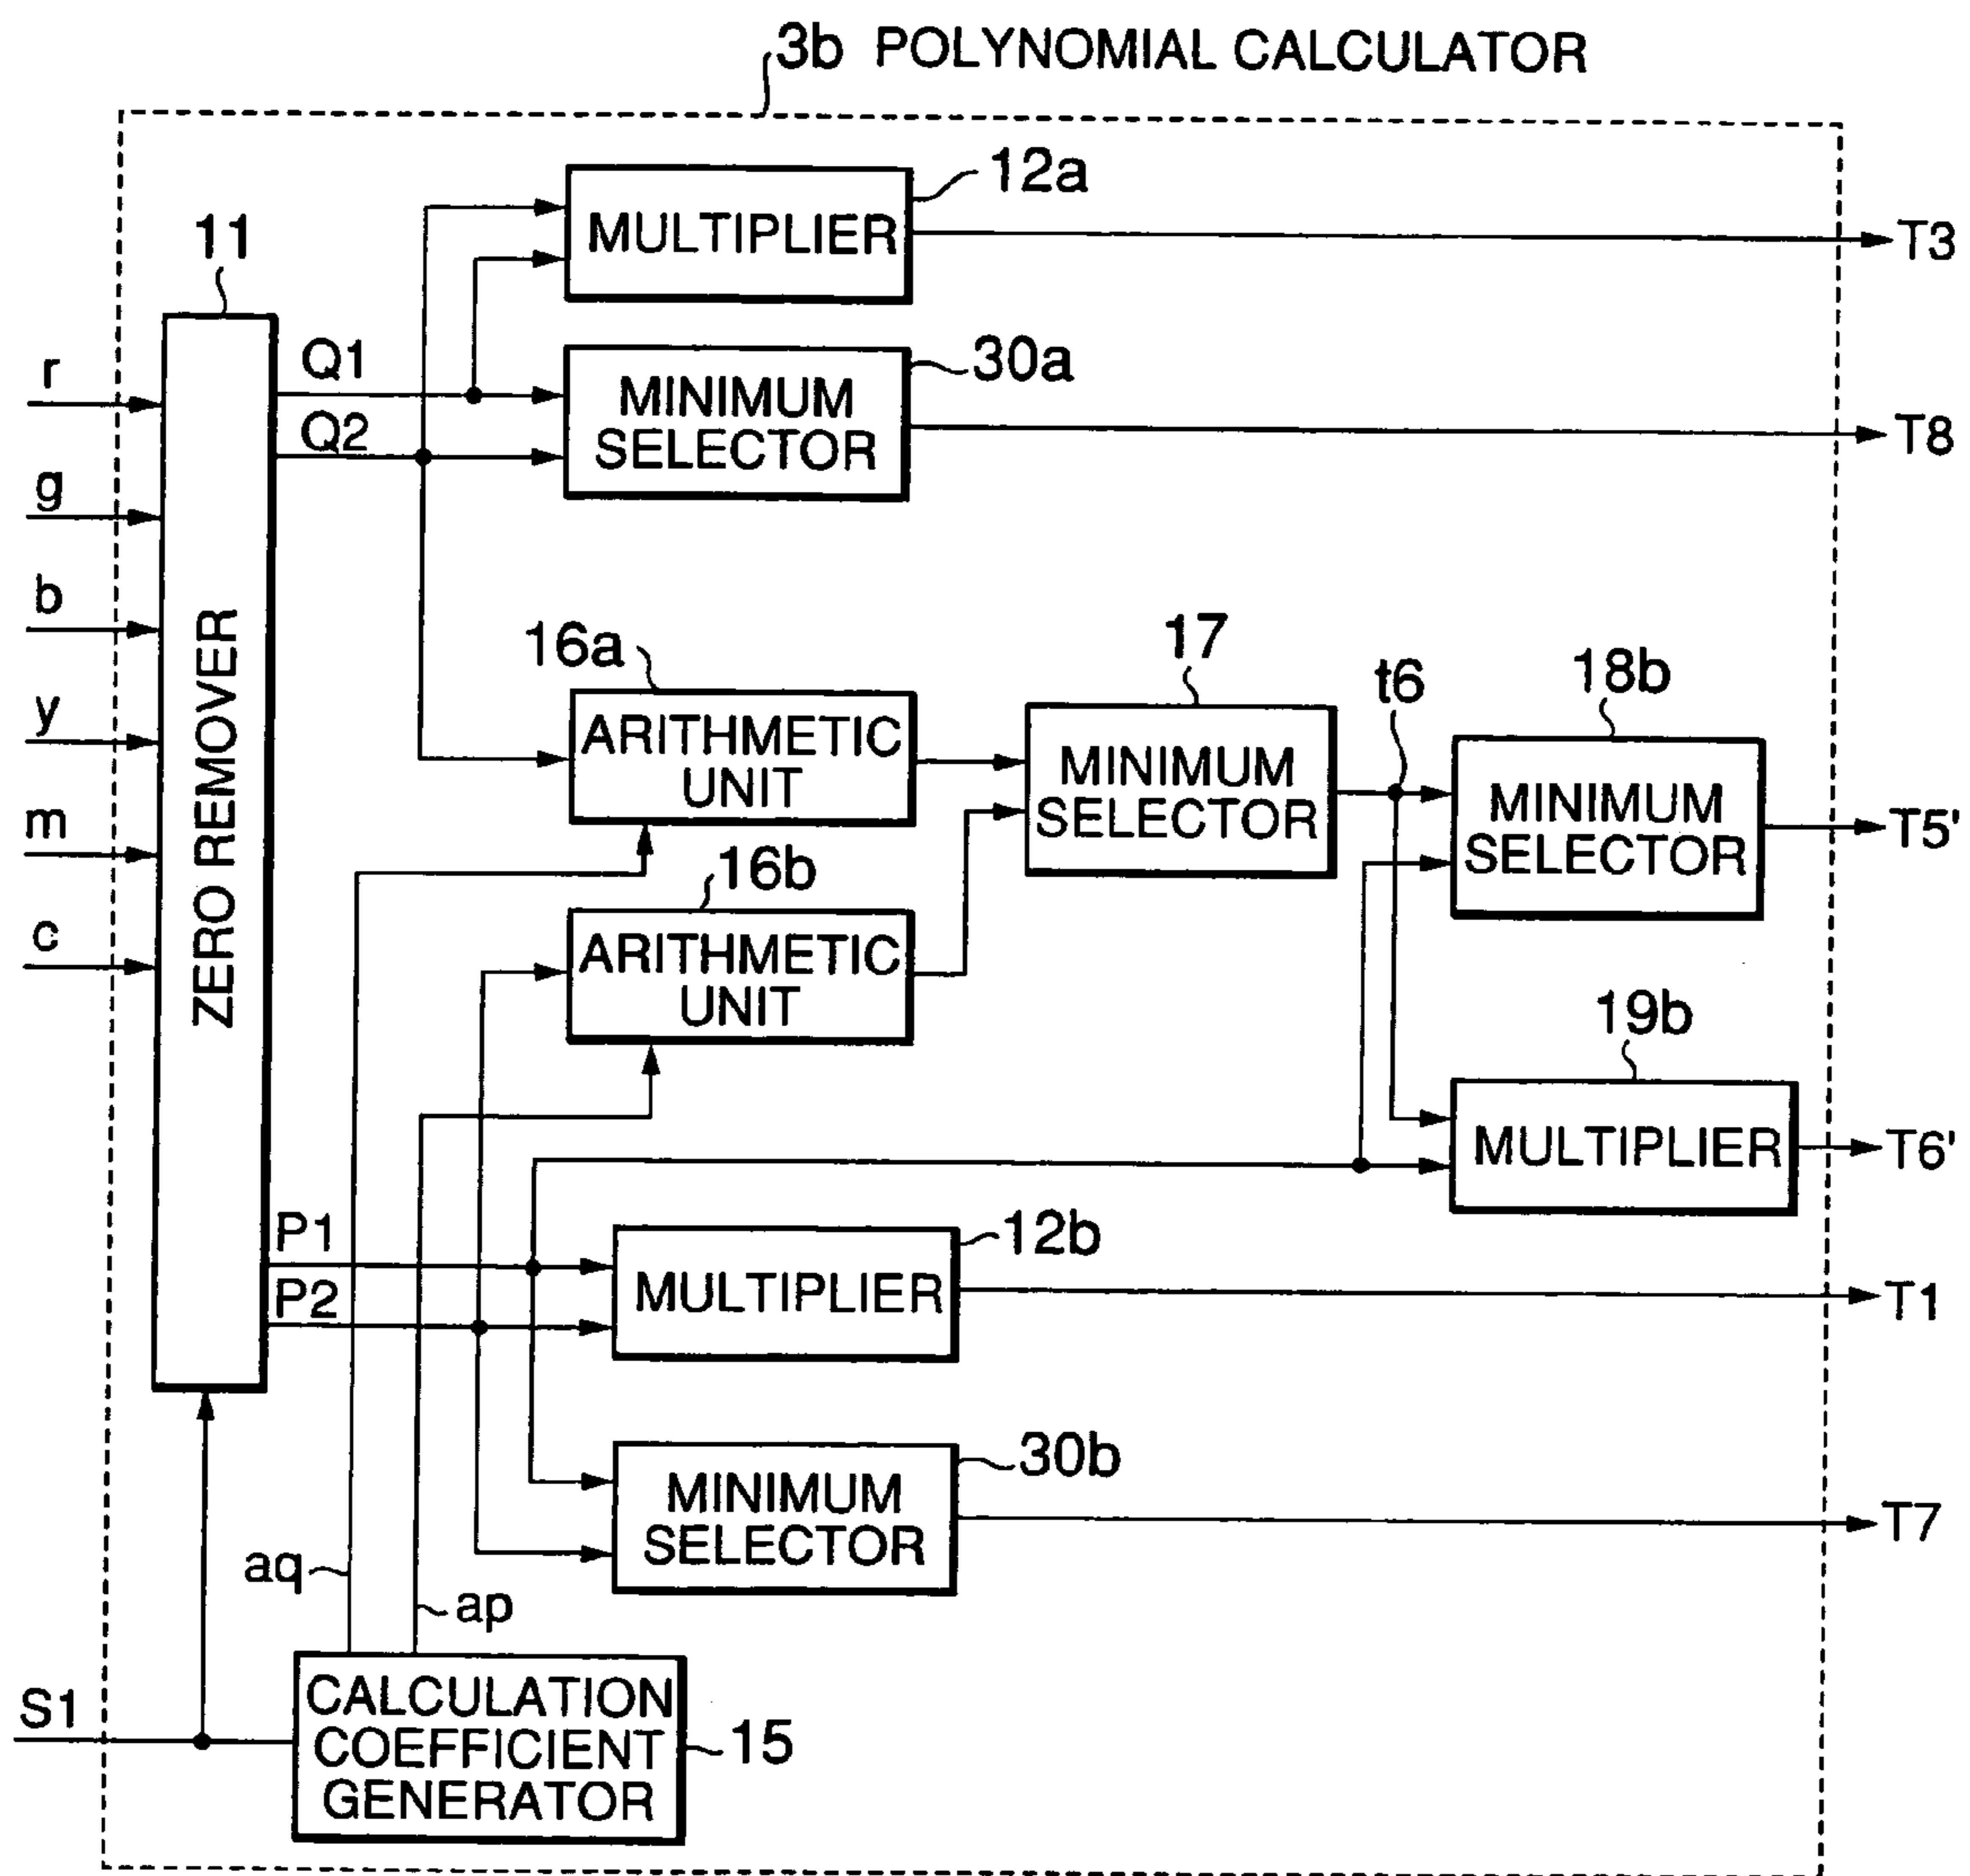 3b POLYNOMIAL CALCULATOR
12a
MULTIPLIER
T3
11
r
Q1
30a
MINIMUM
SELECTOR
Q2
T8
g
b
ZERO REMOVER
16a
17
t6
18b
y
ARITHMETIC
UNIT
MINIMUM
SELECTOR
MINIMUM
SELECTOR
T5'
m
16b
c
ARITHMETIC
UNIT
19b
MULTIPLIER
T6'
P1
12b
P2
MULTIPLIER
T1
30b
MINIMUM
SELECTOR
T7
aq
ap
S1
CALCULATION
COEFFICIENT
GENERATOR
15